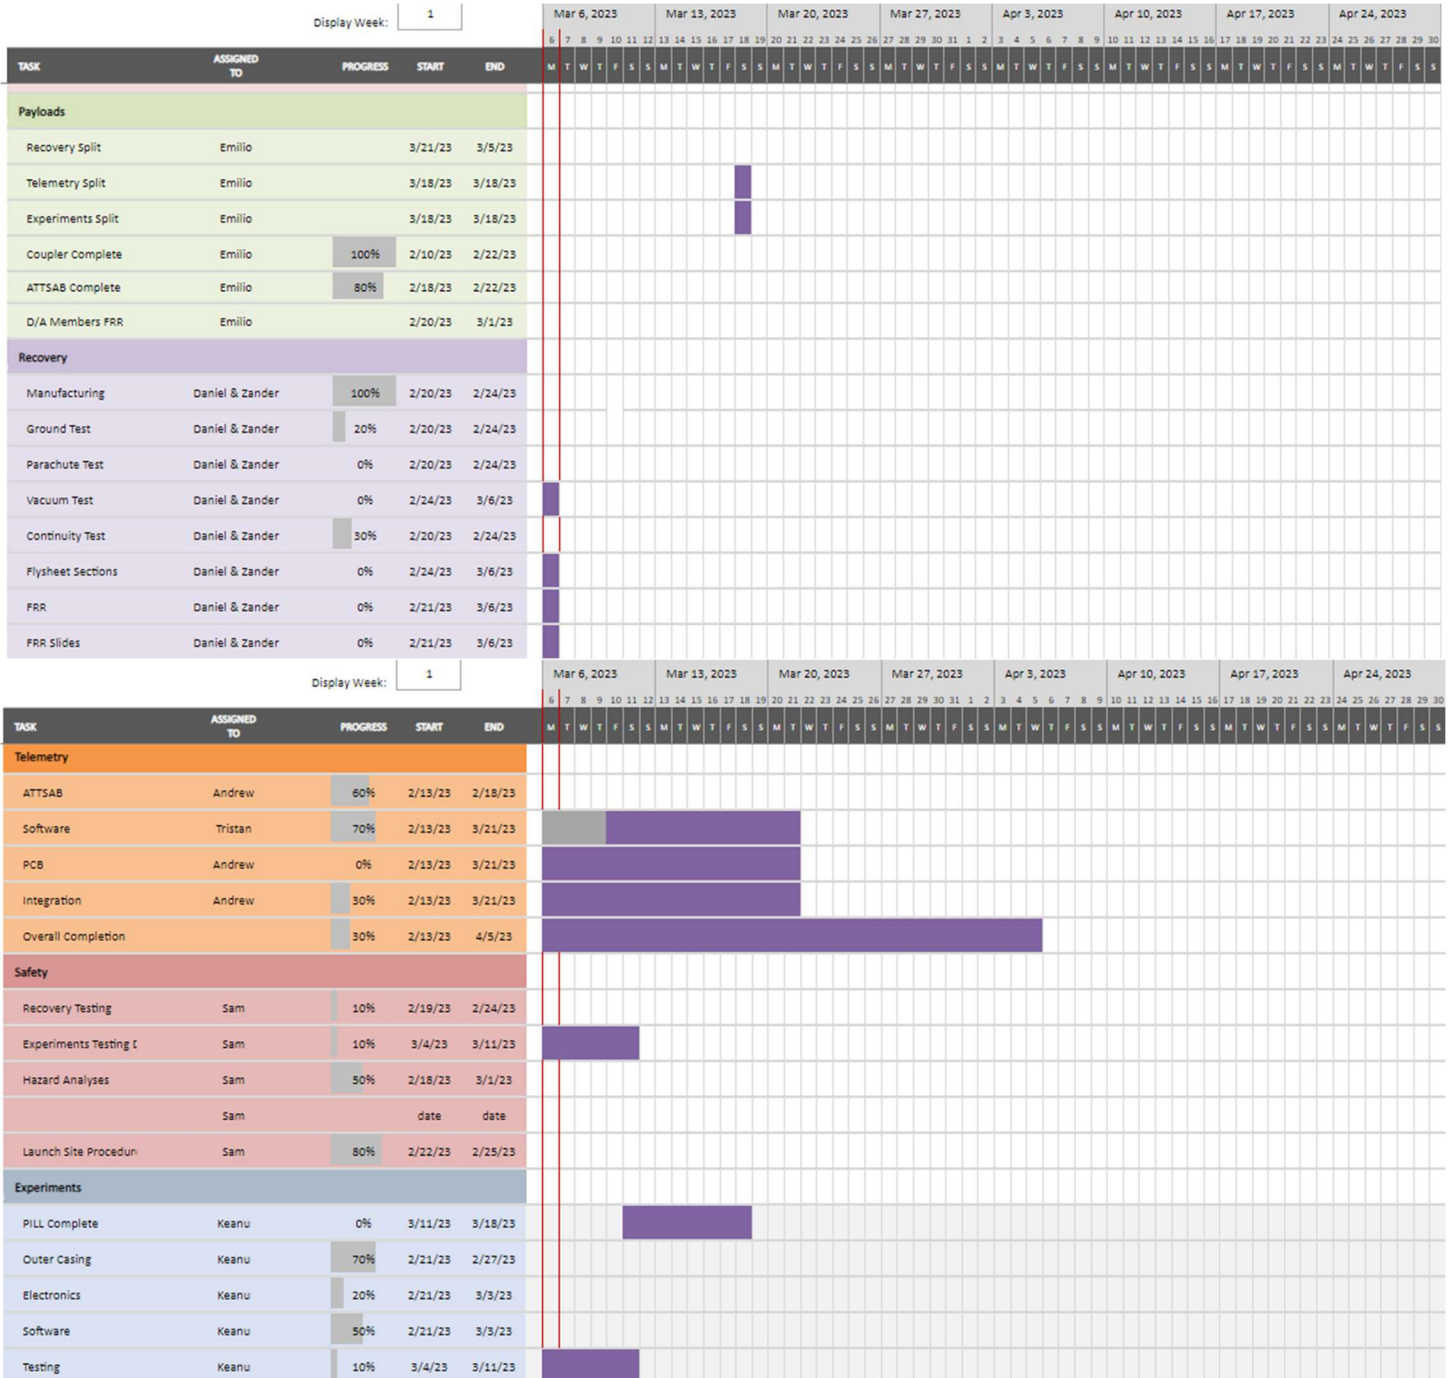 Display Week: 1 Mar 6, 2023 Mar 13, 2023 Mar 20, 2023 Mar 27, 2023 Apr 3, 2023 Apr 10, 2023 Apr 17, 2023 Apr 24, 2023
6 7 8 9 10 11 12 13 14 15 16 17 18 19 20 21 22 23 24 25 26 27 28 29 30 31 1 2 3 4 5 6 7 8 9 10 11 12 13 14 15 16 17 18 19 20 21 22 23 24 25 26 27 28 29 30
TASK ASSIGNED TO PROGRESS START END M T W T F S S M T W T F S S M T W T F S S M T W T F S S M T W T F S S M T W T F S S M T W T F S S M T W T F S S
Payloads
Recovery Split Emilio 3/21/23 3/5/23
Telemetry Split Emilio 3/18/23 3/18/23
Experiments Split Emilio 3/18/23 3/18/23
Coupler Complete Emilio 100% 2/10/23 2/22/23
ATTSAB Complete Emilio 80% 2/18/23 2/22/23
D/A Members FRR Emilio 2/20/23 3/1/23
Recovery
Manufacturing Daniel & Zander 100% 2/20/23 2/24/23
Ground Test Daniel & Zander 20% 2/20/23 2/24/23
Parachute Test Daniel & Zander 0% 2/20/23 2/24/23
Vacuum Test Daniel & Zander 0% 2/24/23 3/6/23
Continuity Test Daniel & Zander 30% 2/20/23 2/24/23
Flysheet Sections Daniel & Zander 0% 2/24/23 3/6/23
FRR Daniel & Zander 0% 2/21/23 3/6/23
FRR Slides Daniel & Zander 0% 2/21/23 3/6/23
Display Week: 1 Mar 6, 2023 Mar 13, 2023 Mar 20, 2023 Mar 27, 2023 Apr 3, 2023 Apr 10, 2023 Apr 17, 2023 Apr 24, 2023
6 7 8 9 10 11 12 13 14 15 16 17 18 19 20 21 22 23 24 25 26 27 28 29 30 31 1 2 3 4 5 6 7 8 9 10 11 12 13 14 15 16 17 18 19 20 21 22 23 24 25 26 27 28 29 30
TASK ASSIGNED TO PROGRESS START END M T W T F S S M T W T F S S M T W T F S S M T W T F S S M T W T F S S M T W T F S S M T W T F S S M T W T F S S
Telemetry
ATTSAB Andrew 60% 2/13/23 2/18/23
Software Tristan 70% 2/13/23 3/21/23
PCB Andrew 0% 2/13/23 3/21/23
Integration Andrew 30% 2/13/23 3/21/23
Overall Completion 30% 2/13/23 4/5/23
Safety
Recovery Testing Sam 10% 2/19/23 2/24/23
Experiments Testing D Sam 10% 3/4/23 3/11/23
Hazard Analyses Sam 50% 2/18/23 3/1/23
Sam date date
Launch Site Procedur Sam 80% 2/22/23 2/25/23
Experiments
PILL Complete Keanu 0% 3/11/23 3/18/23
Outer Casing Keanu 70% 2/21/23 2/27/23
Electronics Keanu 20% 2/21/23 3/3/23
Software Keanu 50% 2/21/23 3/3/23
Testing Keanu 10% 3/4/23 3/11/23